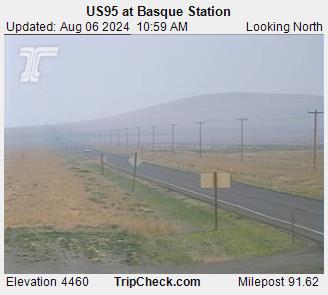 US95 at Basque Station
Updated: Aug 06 2024 10:59 AM Looking North
Elevation 4460 TripCheck.com Milepost 91.62